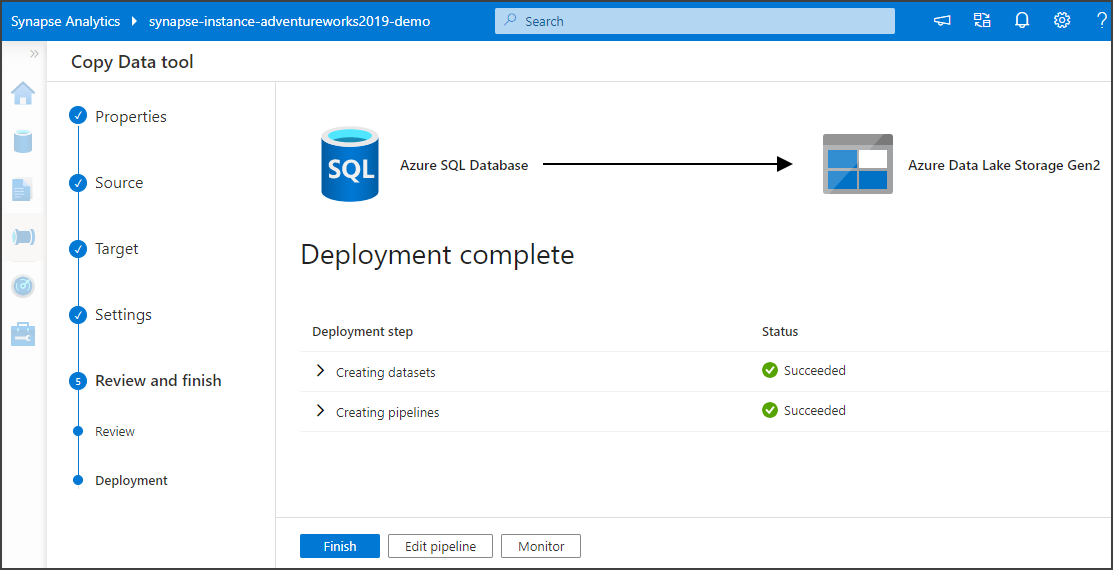 Synapse Analytics synapse-instance-adventureworks2019-demo Search ?
Copy Data tool
Properties
Source
Target
Settings
5 Review and finish
Review
Deployment
SQL Azure SQL Database Azure Data Lake Storage Gen2
Deployment complete
Deployment step Status
Creating datasets Succeeded
Creating pipelines Succeeded
Finish Edit pipeline Monitor